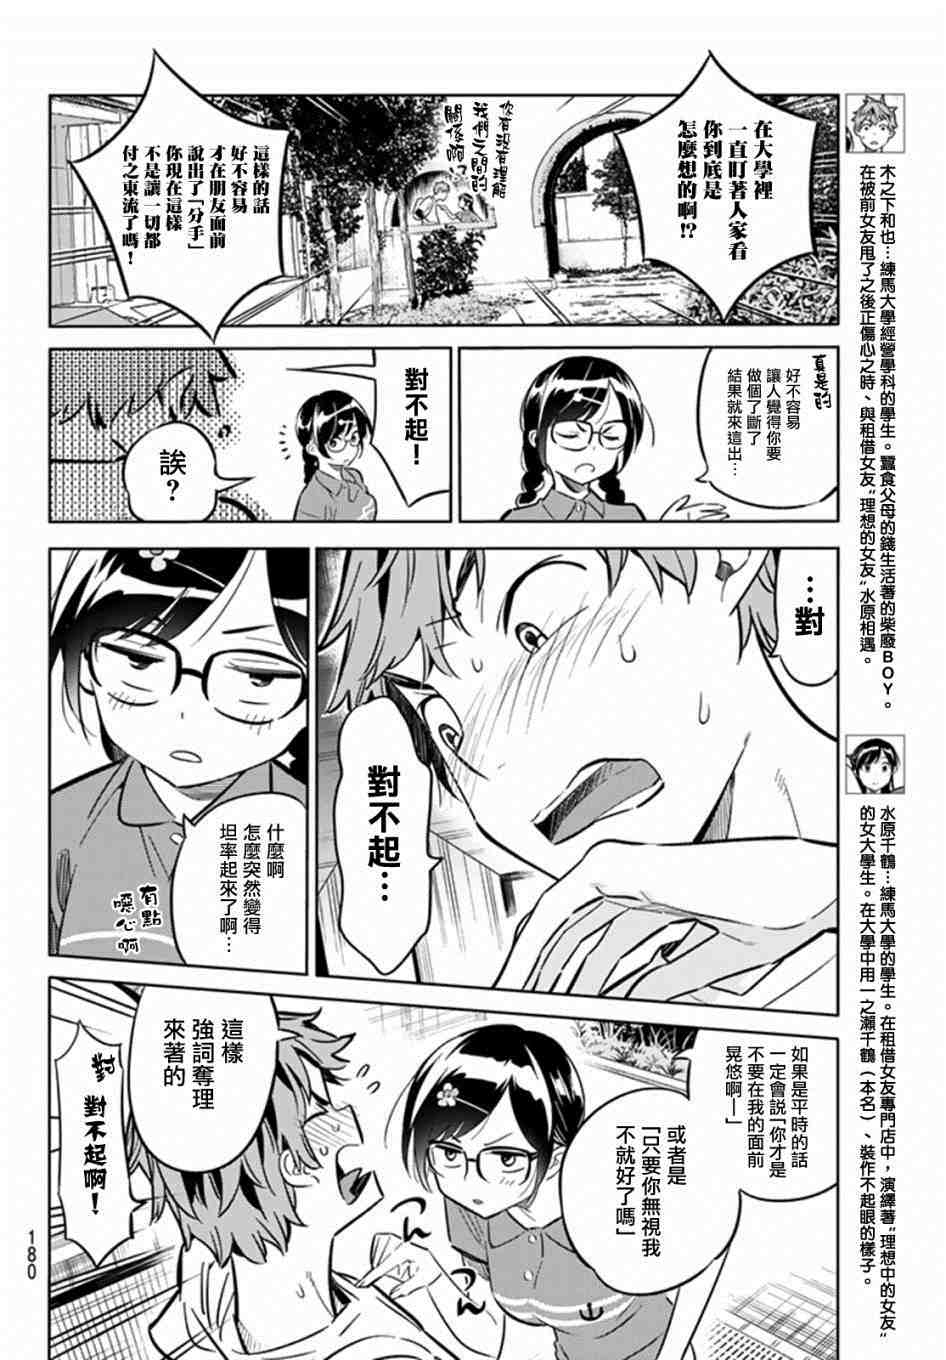 木之下和也…練馬大學經營學科的學生。蠶食父母的錢生活著的柴廢BOY。
在被前女友甩了之後正傷心之時、與租借女友"理想的女友"水原相遇。
水原千鶴…練馬大學的學生。在租借女友專門店中，演繹著"理想中的女友"
的女大學生。在大學中用一之瀨千鶴（本名）、裝作不起眼的樣子。
在大學裡
一直盯著人家看
你到底是
怎麼想的啊!?
你有沒有理解
我們之間的
關係啊!?
這樣的話
好不容易
才在朋友面前
說出了「分手」
你現在這樣
不是讓一切都
付之東流了嗎！
真是的
好不容易
讓人覺得你要
做個了斷了
結果就來這出…
對不起！
誒？
…對
對不起…
什麼啊
怎麼突然變得
坦率起來了啊…
有點
噁心啊
如果是平時的話
一定會說「你才是
不要在我的面前
晃悠啊—」
或者是
「只要你無視我
不就好了嗎」
這樣
強詞奪理
來著的
對
對不起啊！
180